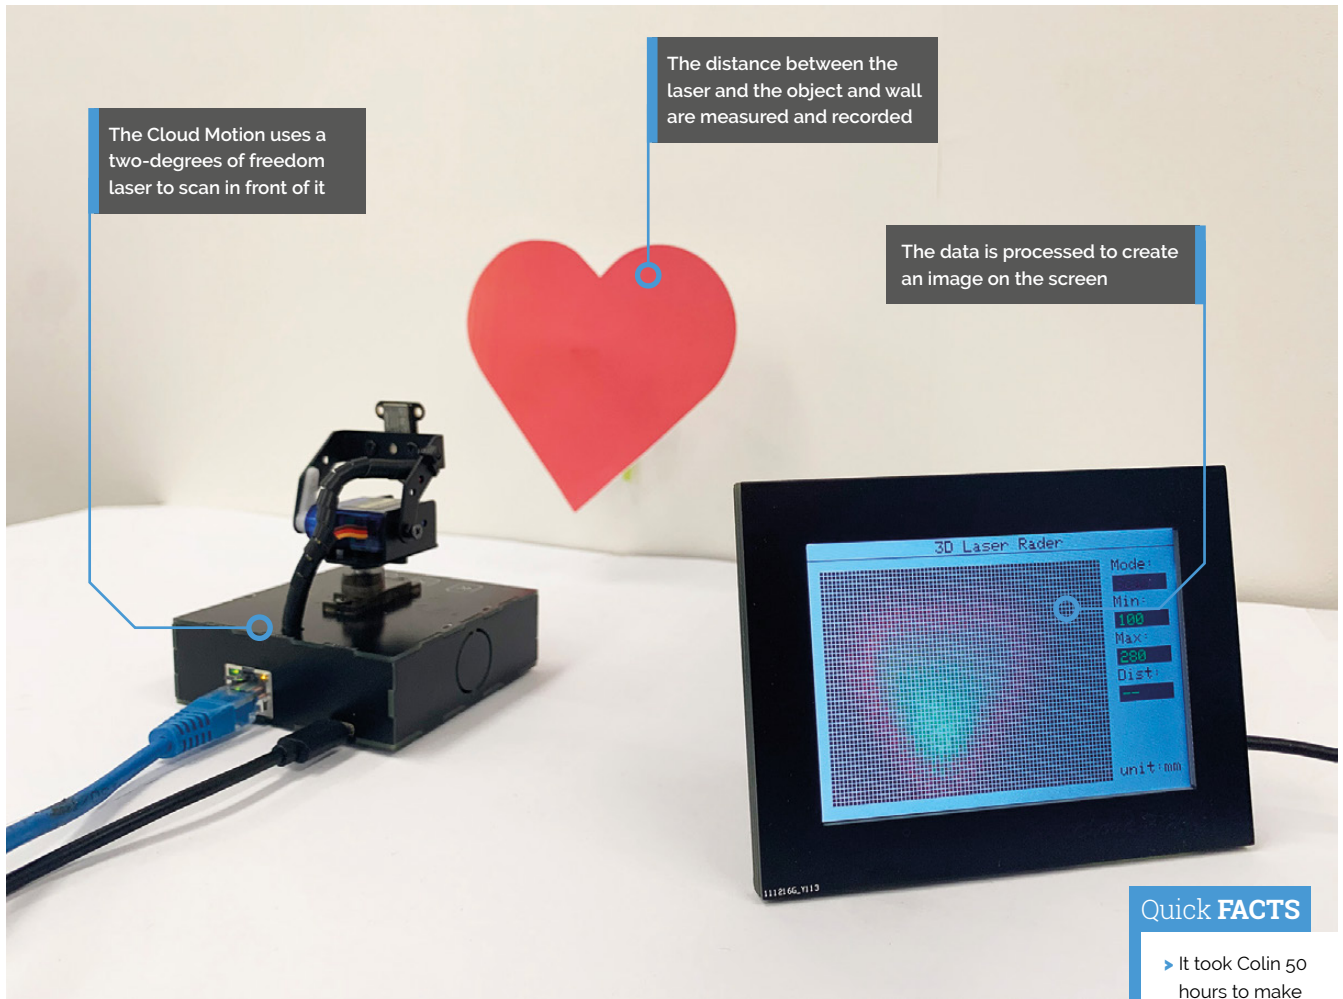 The distance between the
laser and the object and wall
are measured and recorded
The Cloud Motion uses a
two-degrees of freedom
laser to scan in front of it
The data is processed to create
an image on the screen
3D Laser Rader
Mode:
Min:
100
Max:
280
Dist:
--
unit:mm
111216G_V113
Quick FACTS
> It took Colin 50
hours to make